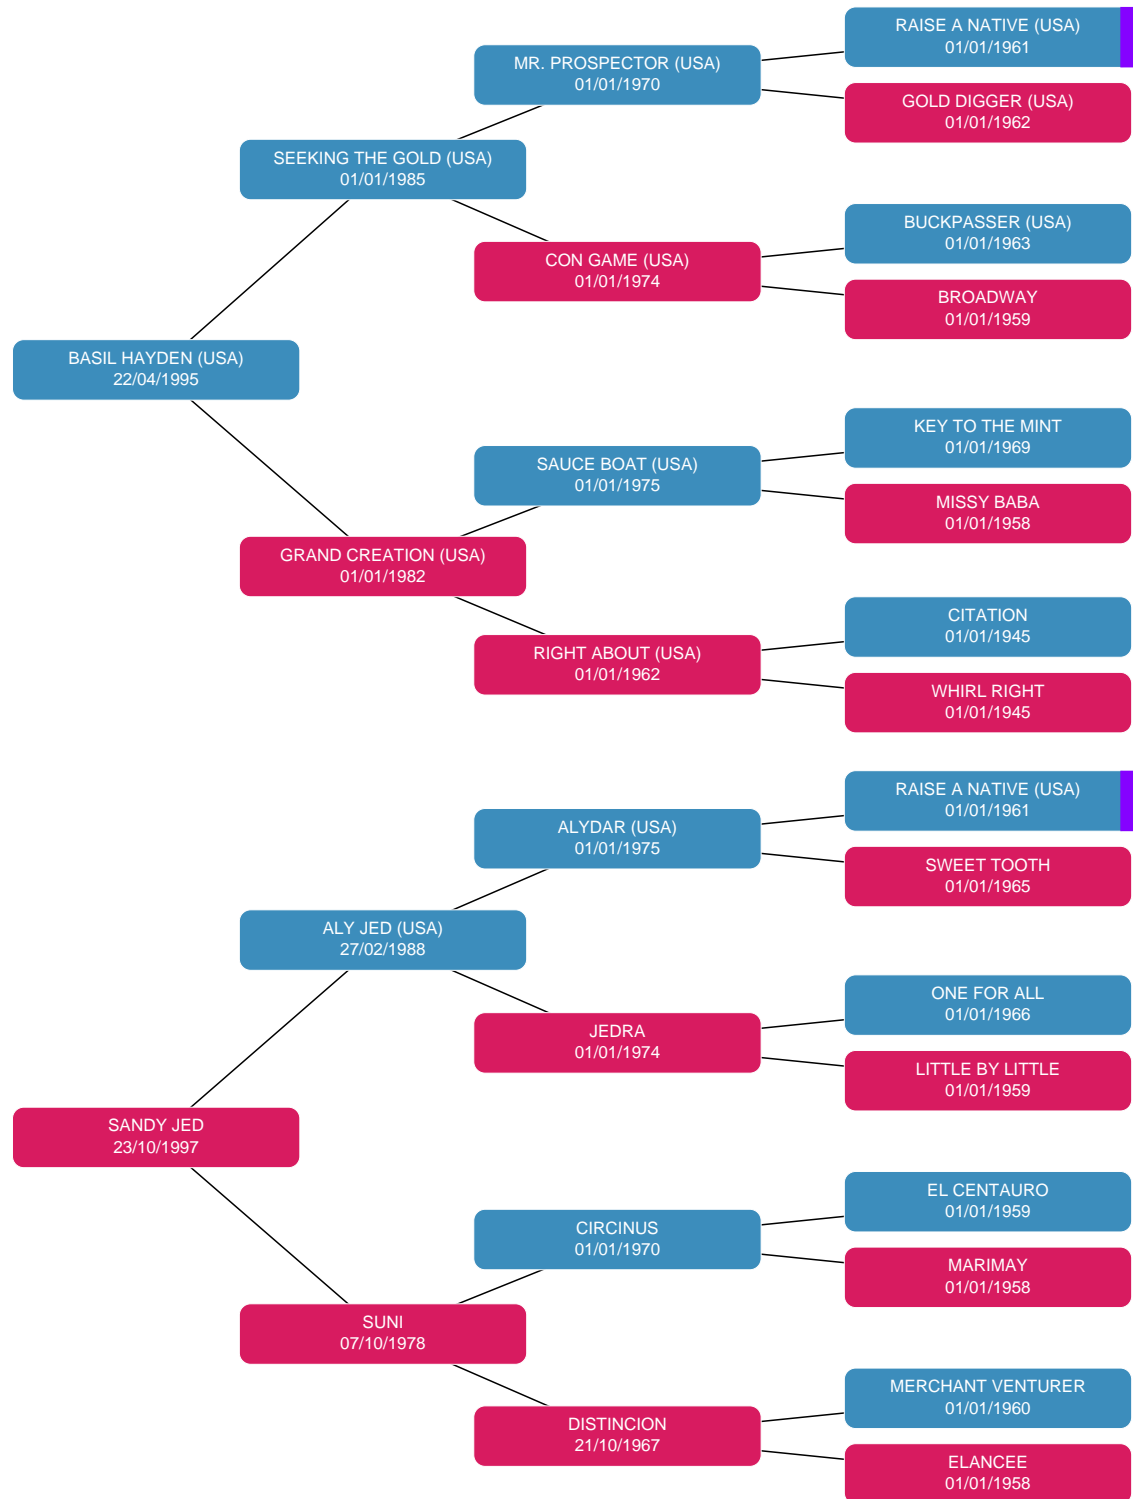 RAISE A NATIVE (USA)
01/01/1961
MR. PROSPECTOR (USA)
01/01/1970
GOLD DIGGER (USA)
01/01/1962
SEEKING THE GOLD (USA)
01/01/1985
BUCKPASSER (USA)
01/01/1963
CON GAME (USA)
01/01/1974
BROADWAY
01/01/1959
BASIL HAYDEN (USA)
22/04/1995
KEY TO THE MINT
01/01/1969
SAUCE BOAT (USA)
01/01/1975
MISSY BABA
01/01/1958
GRAND CREATION (USA)
01/01/1982
CITATION
01/01/1945
RIGHT ABOUT (USA)
01/01/1962
WHIRL RIGHT
01/01/1945
RAISE A NATIVE (USA)
01/01/1961
ALYDAR (USA)
01/01/1975
SWEET TOOTH
01/01/1965
ALY JED (USA)
27/02/1988
ONE FOR ALL
01/01/1966
JEDRA
01/01/1974
LITTLE BY LITTLE
01/01/1959
SANDY JED
23/10/1997
EL CENTAURO
01/01/1959
CIRCINUS
01/01/1970
MARIMAY
01/01/1958
SUNI
07/10/1978
MERCHANT VENTURER
01/01/1960
DISTINCION
21/10/1967
ELANCEE
01/01/1958